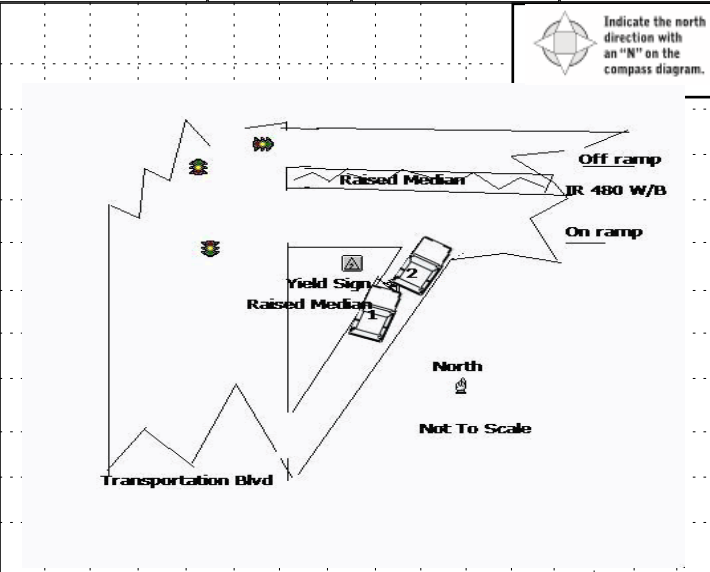 Indicate the north
direction with
an "N" on the
compass diagram.
Off ramp
Raised Median
IR 480 W/B
On ramp
2
Yield Sign
Raised Median
1
North
Not To Scale
Transportation Blvd